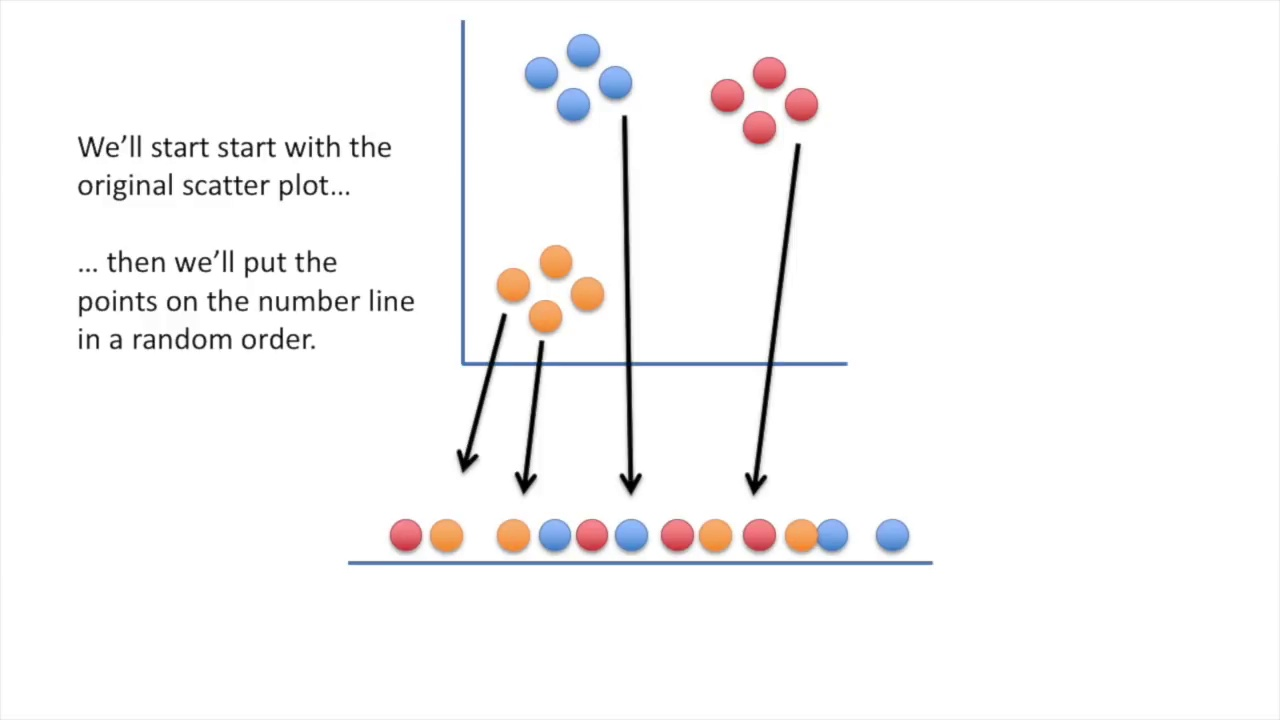 We’ll start start with the
original scatter plot…
… then we’ll put the
points on the number line
in a random order.